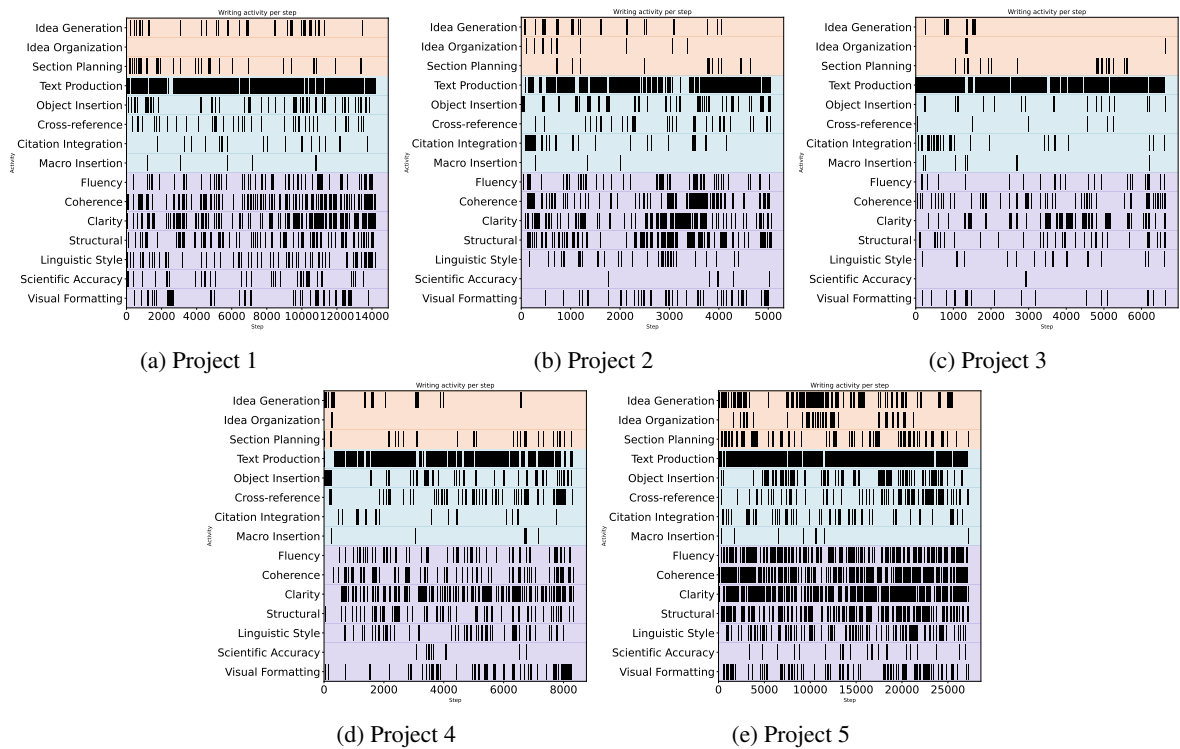 Writing activity per step
Idea Generation
Idea Organization
Section Planning
Text Production
Object Insertion
Cross-reference
Citation Integration
Macro Insertion
Fluency
Coherence
Clarity
Structural
Linguistic Style
Scientific Accuracy
Visual Formatting
Activity
0 2000 4000 6000 8000 10000 12000 14000
Step
(a) Project 1
Writing activity per step
Idea Generation
Idea Organization
Section Planning
Text Production
Object Insertion
Cross-reference
Citation Integration
Macro Insertion
Fluency
Coherence
Clarity
Structural
Linguistic Style
Scientific Accuracy
Visual Formatting
Activity
0 1000 2000 3000 4000 5000
Step
(b) Project 2
Writing activity per step
Idea Generation
Idea Organization
Section Planning
Text Production
Object Insertion
Cross-reference
Citation Integration
Macro Insertion
Fluency
Coherence
Clarity
Structural
Linguistic Style
Scientific Accuracy
Visual Formatting
Activity
0 1000 2000 3000 4000 5000 6000
Step
(c) Project 3
Writing activity per step
Idea Generation
Idea Organization
Section Planning
Text Production
Object Insertion
Cross-reference
Citation Integration
Macro Insertion
Fluency
Coherence
Clarity
Structural
Linguistic Style
Scientific Accuracy
Visual Formatting
Activity
0 2000 4000 6000 8000
Step
(d) Project 4
Writing activity per step
Idea Generation
Idea Organization
Section Planning
Text Production
Object Insertion
Cross-reference
Citation Integration
Macro Insertion
Fluency
Coherence
Clarity
Structural
Linguistic Style
Scientific Accuracy
Visual Formatting
Activity
0 5000 10000 15000 20000 25000
Step
(e) Project 5